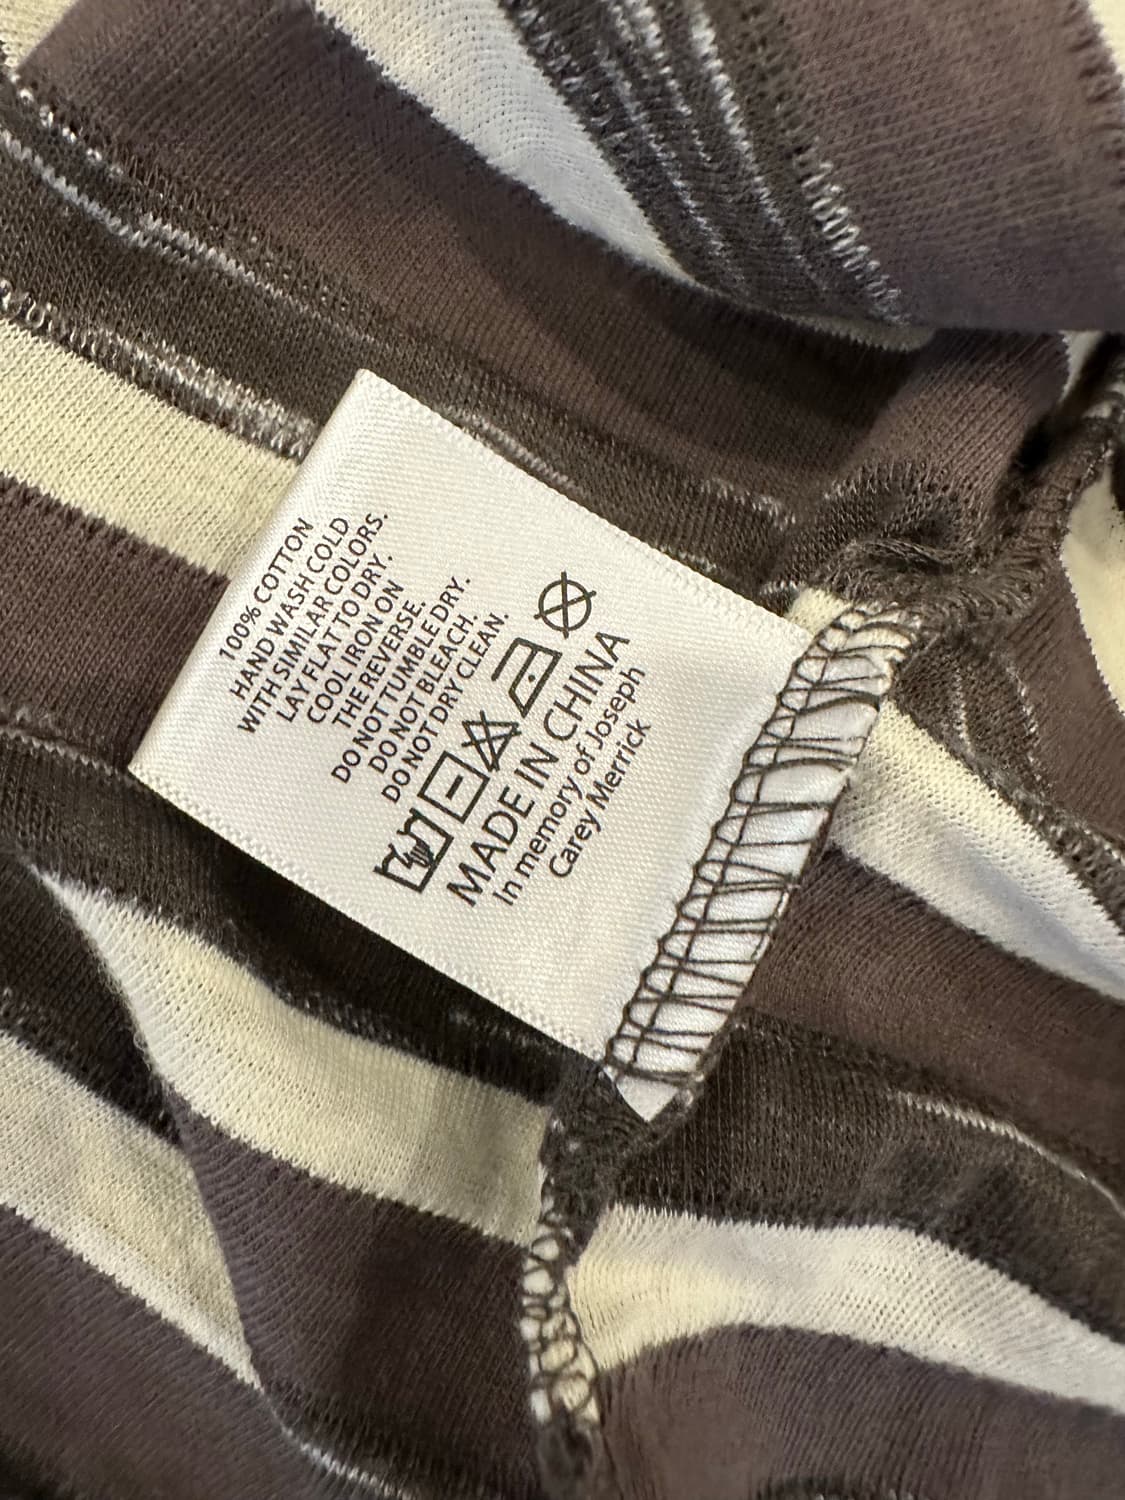 100% COTTON
HAND WASH COLD
WITH SIMILAR COLORS.
LAY FLAT TO DRY.
COOL IRON ON
THE REVERSE.
DO NOT TUMBLE DRY.
DO NOT BLEACH.
DO NOT DRY CLEAN.
MADE IN CHINA
In memory of Joseph
Carey Merrick